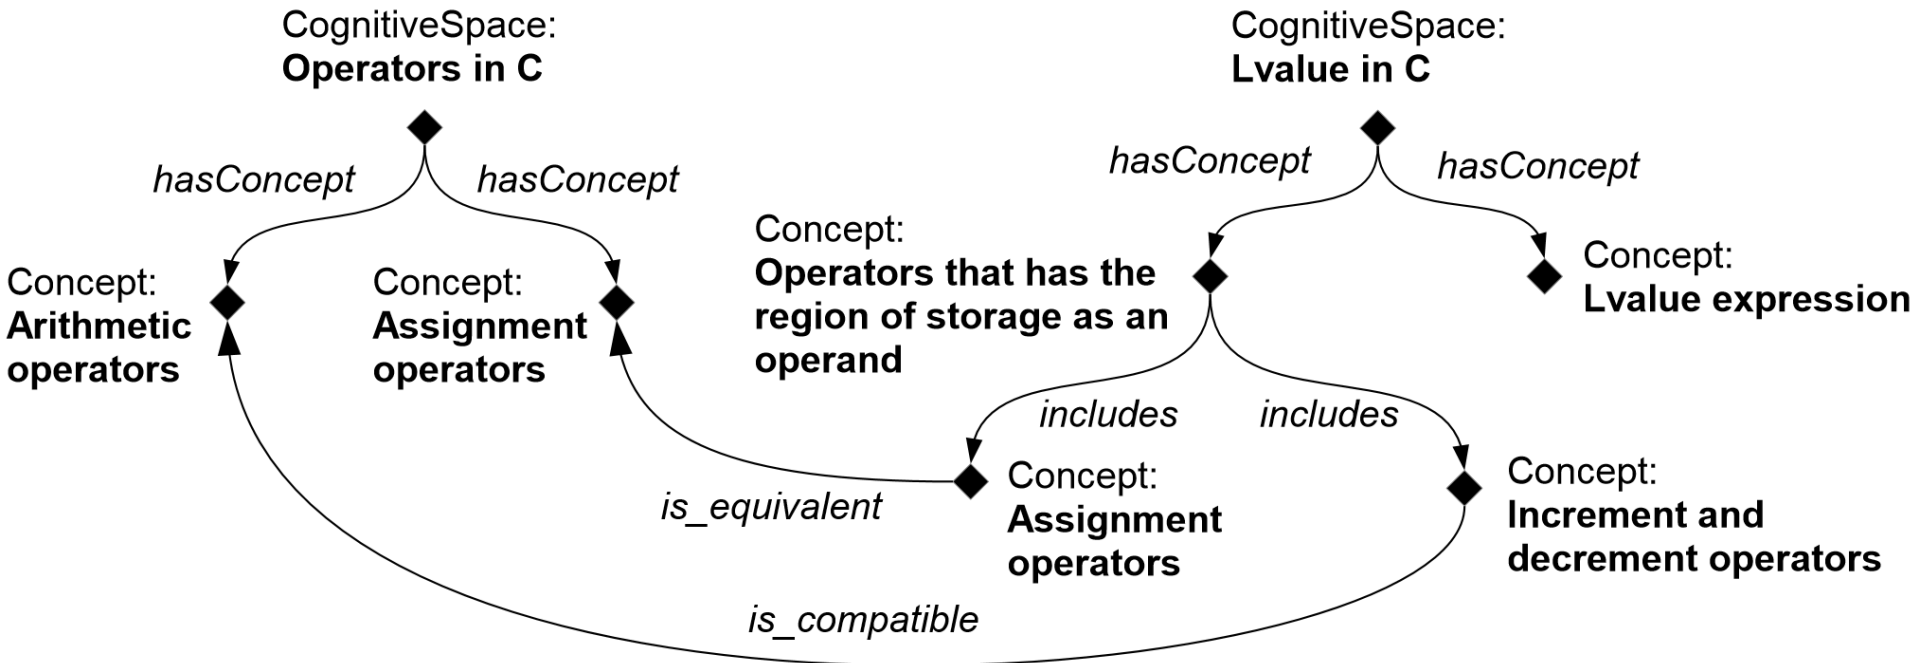 CognitiveSpace:
Operators in C
CognitiveSpace:
Lvalue in C
hasConcept
hasConcept
hasConcept
hasConcept
Concept:
Arithmetic
operators
Concept:
Assignment
operators
Concept:
Operators that has the
region of storage as an
operand
Concept:
Lvalue expression
includes
includes
is_equivalent
Concept:
Assignment
operators
Concept:
Increment and
decrement operators
is_compatible